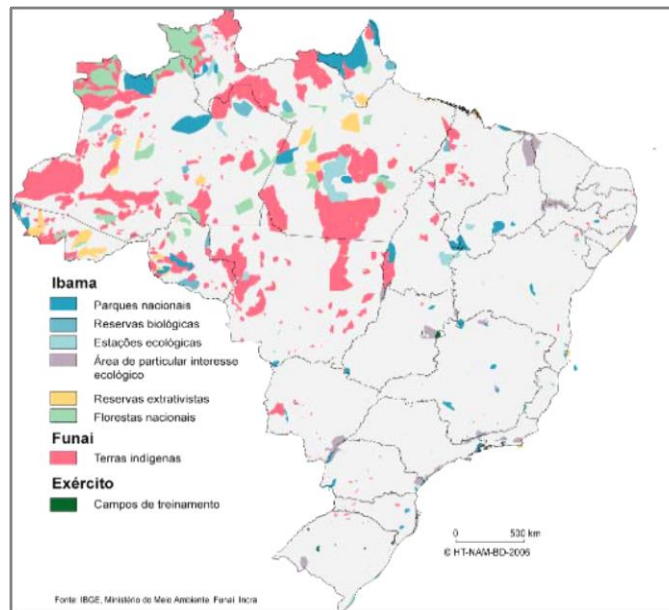 Ibama
Parques nacionais
Reservas biológicas
Estações ecológicas
Área de particular interesse
ecológico
Reservas extrativistas
Florestas nacionais
Funai
Terras indígenas
Exército
Campos de treinamento
0 500 km
© HT-NAM-BD-2006
Fonte: IBGE, Ministério do Meio Ambiente, Funai, Incra